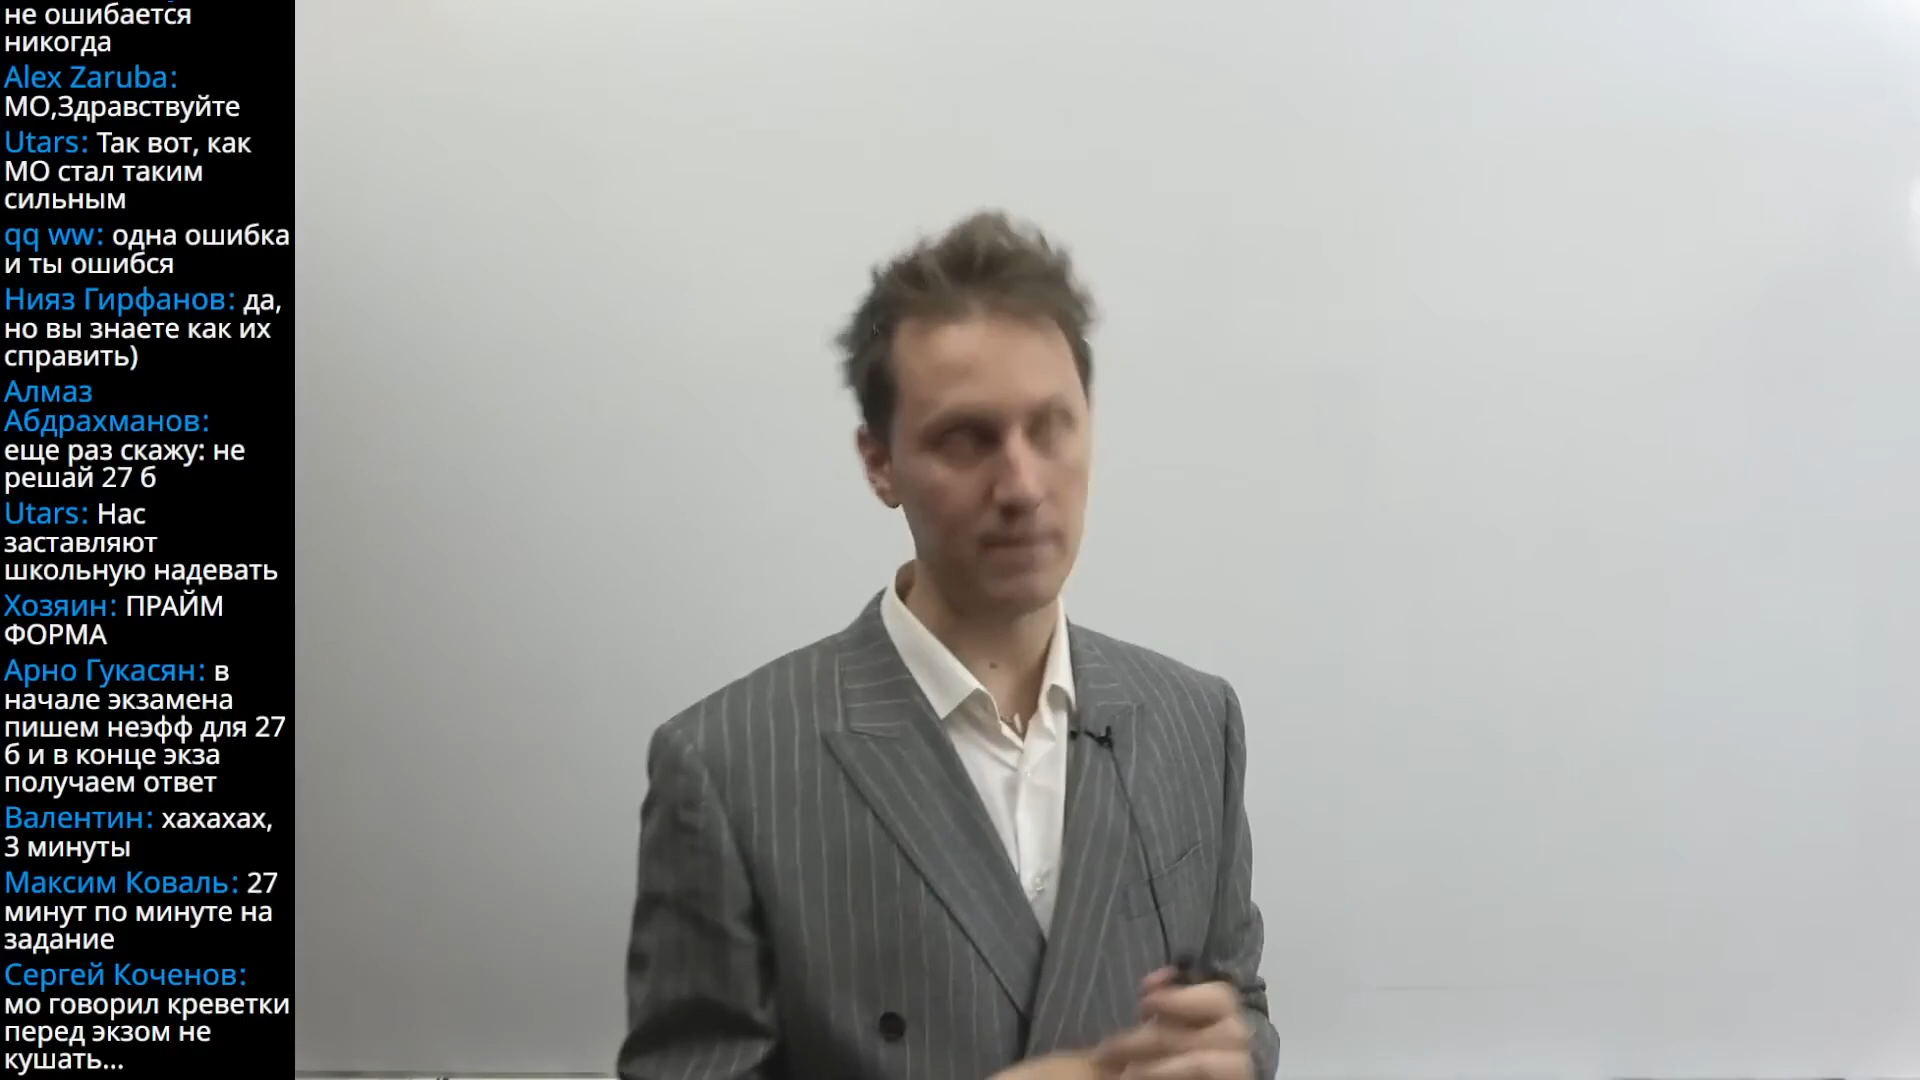 не ошибается
никогда
Alex Zaruba:
МО,Здравствуйте
Utars: Так вот, как
МО стал таким
сильным
qq ww: одна ошибка
и ты ошибся
Нияз Гирфанов: да,
но вы знаете как их
справить)
Алмаз
Абдрахманов:
еще раз скажу: не
решай 27 б
Utars: Нас
заставляют
школьную надевать
Хозяин: ПРАЙМ
ФОРМА
Арно Гукасян: в
начале экзамена
пишем неэфф для 27
б и в конце экза
получаем ответ
Валентин: хахахах,
3 минуты
Максим Коваль: 27
минут по минуте на
задание
Сергей Коченов:
мо говорил креветки
перед экзом не
кушать...